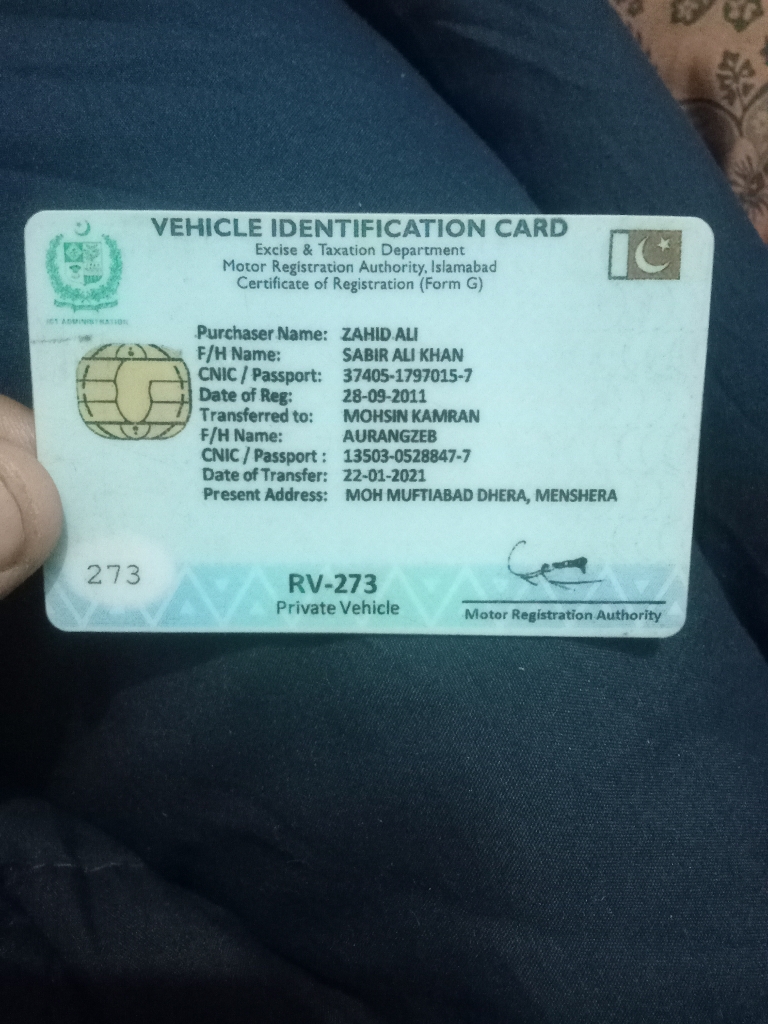 VEHICLE IDENTIFICATION CARD
Excise & Taxation Department
Motor Registration Authority, Islamabad
Certificate of Registration (Form G)
ICT ADMINISTRATION
Purchaser Name: ZAHID ALI
F/H Name: SABIR ALI KHAN
CNIC / Passport: 37405-1797015-7
Date of Reg: 28-09-2011
Transferred to: MOHSIN KAMRAN
F/H Name: AURANGZEB
CNIC / Passport : 13503-0528847-7
Date of Transfer: 22-01-2021
Present Address: MOH MUFTIABAD DHERA, MENSHERA
273
RV-273
Private Vehicle
Motor Registration Authority